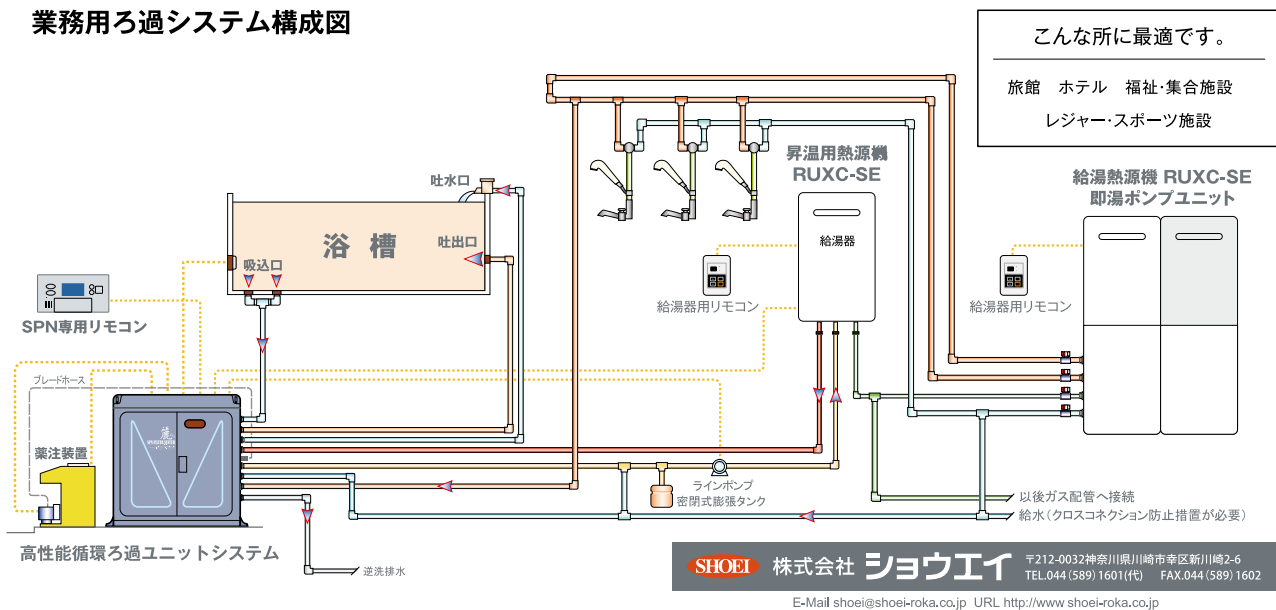 業務用ろ過システム構成図
こんな所に最適です。
旅館 ホテル 福祉・集合施設
レジャー・スポーツ施設
昇温用熱源機
RUXC-SE
給湯熱源機 RUXC-SE
即湯ポンプユニット
吐水口
浴槽
吐出口
吸込口
給湯器
SPN専用リモコン
給湯器用リモコン
給湯器用リモコン
ブレードホース
薬注装置
ラインポンプ
密閉式膨張タンク
以後ガス配管へ接続
給水(クロスコネクション防止措置が必要)
高性能循環ろ過ユニットシステム
逆洗排水
SHOEI 株式会社 ショウエイ
〒212-0032神奈川県川崎市幸区新川崎2-6
TEL.044(589)1601(代) FAX.044(589)1602
E-Mail shoei@shoei-roka.co.jp URL http://www shoei-roka.co.jp